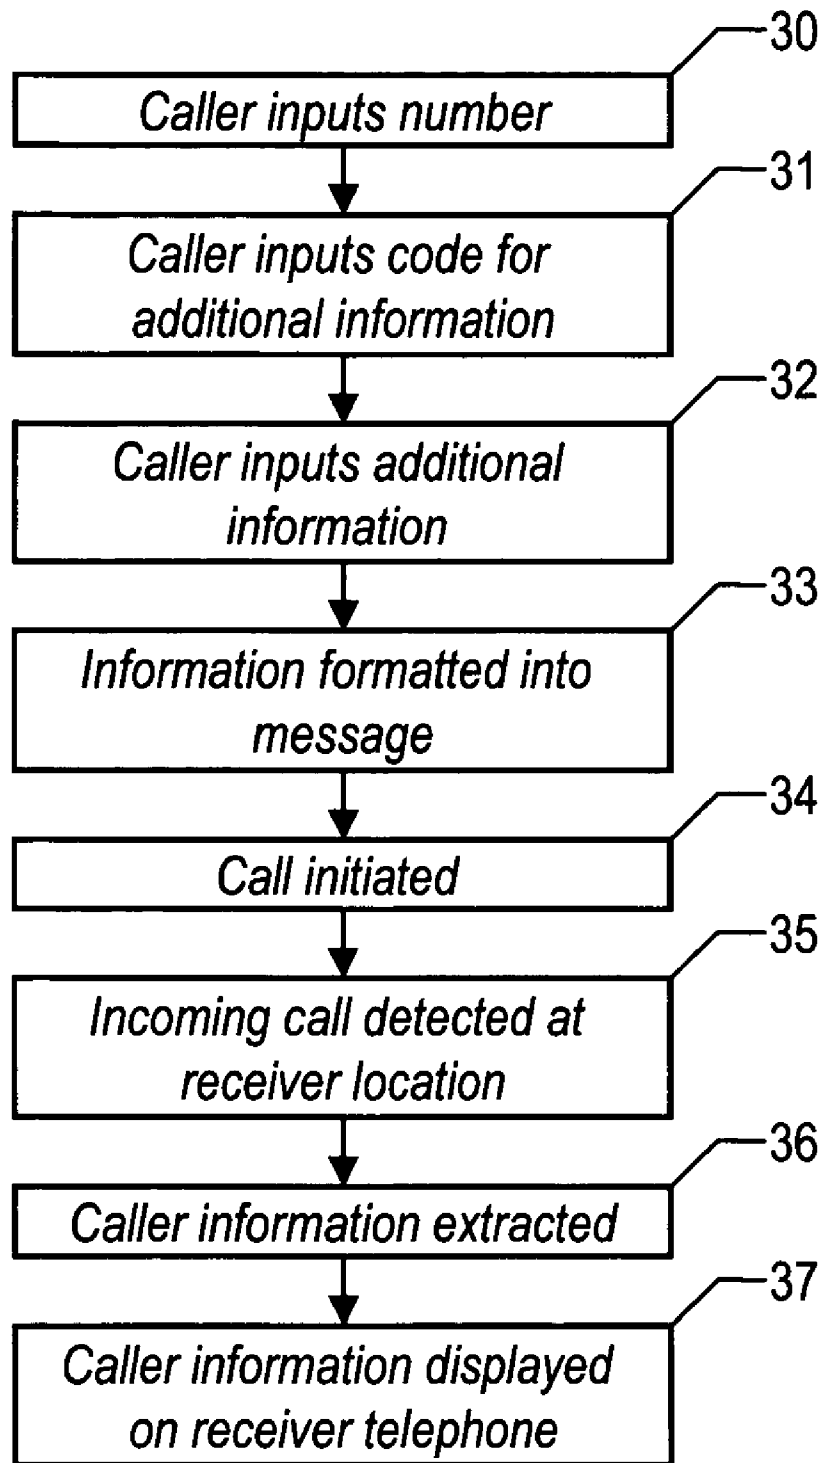 30
Caller inputs number
31
Caller inputs code for
additional information
32
Caller inputs additional
information
33
Information formatted into
message
34
Call initiated
35
Incoming call detected at
receiver location
36
Caller information extracted
37
Caller information displayed
on receiver telephone